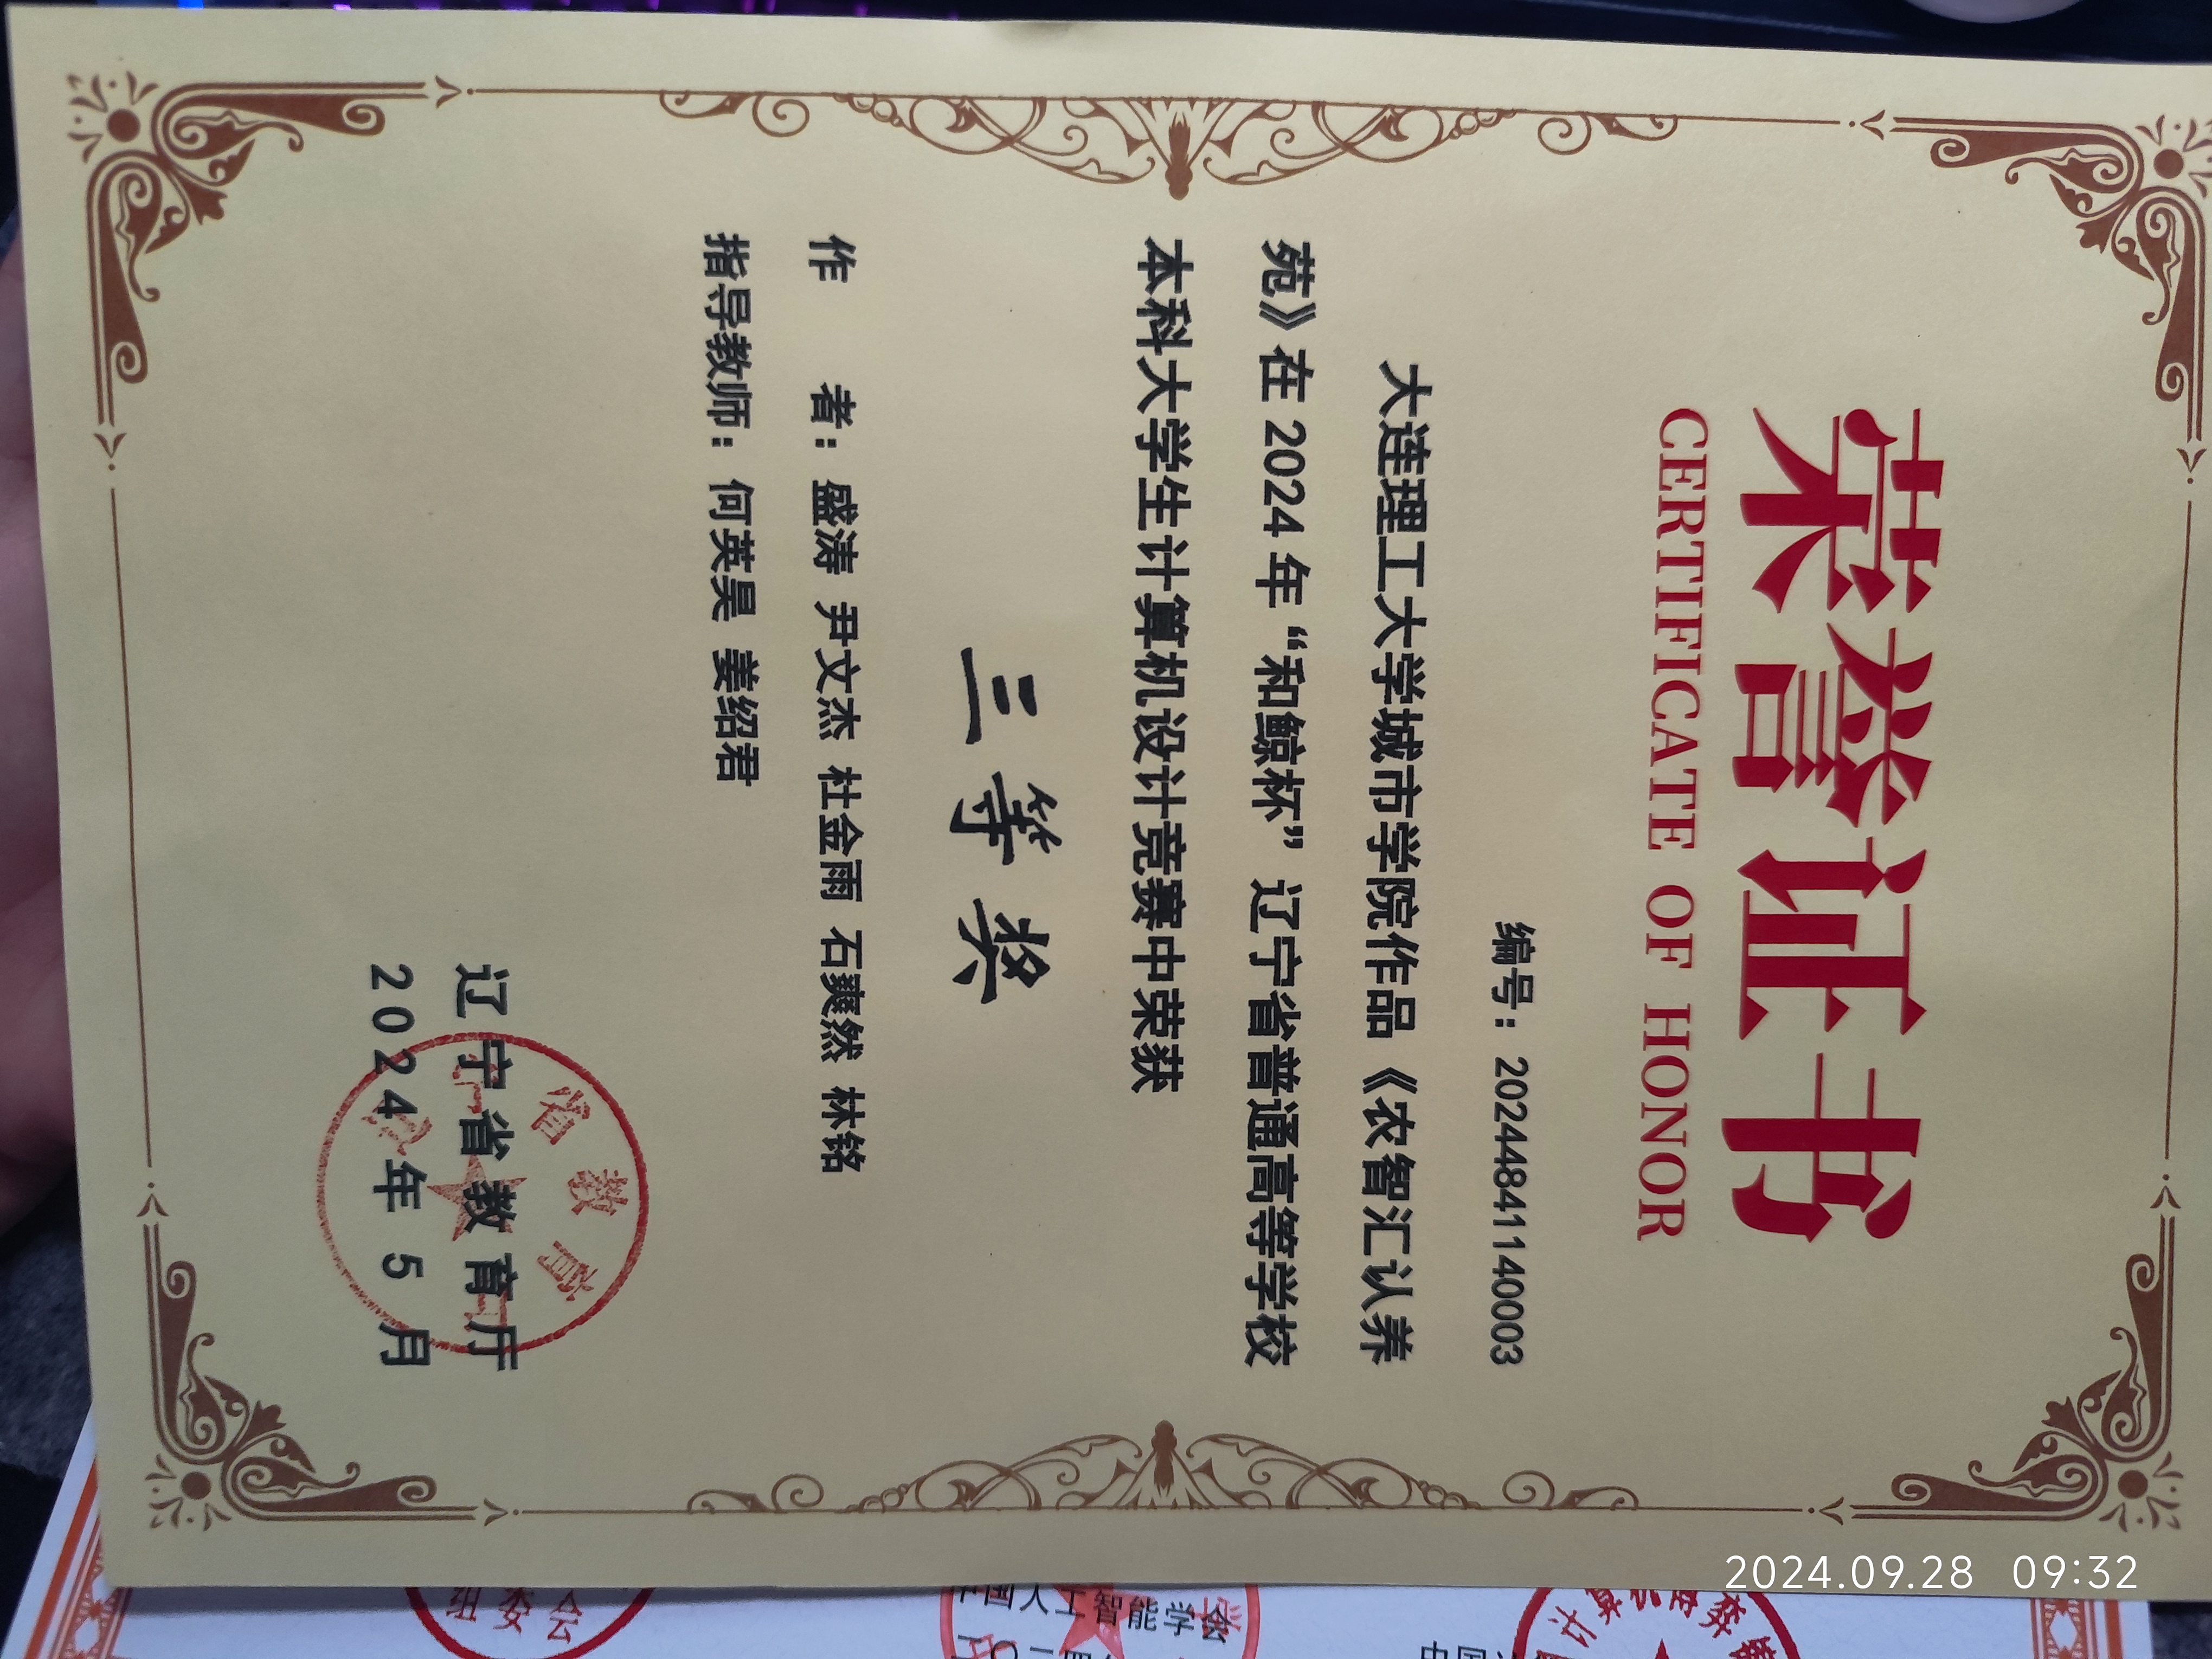 荣誉证书
CERTIFICATE OF HONOR
编号：202448411140003
大连理工大学城市学院作品《农智汇认养
苑》在 2024 年“和鲸杯”辽宁省普通高等学校
本科大学生计算机设计竞赛中荣获
三等奖
作 者：盛涛 尹文杰 杜金雨 石爽然 林铭
指导教师：何英昊 姜绍君
辽宁省教育厅
2024年5月
辽宁省教育厅
2024.09.28 09:32
组委会
中国人工智能学会